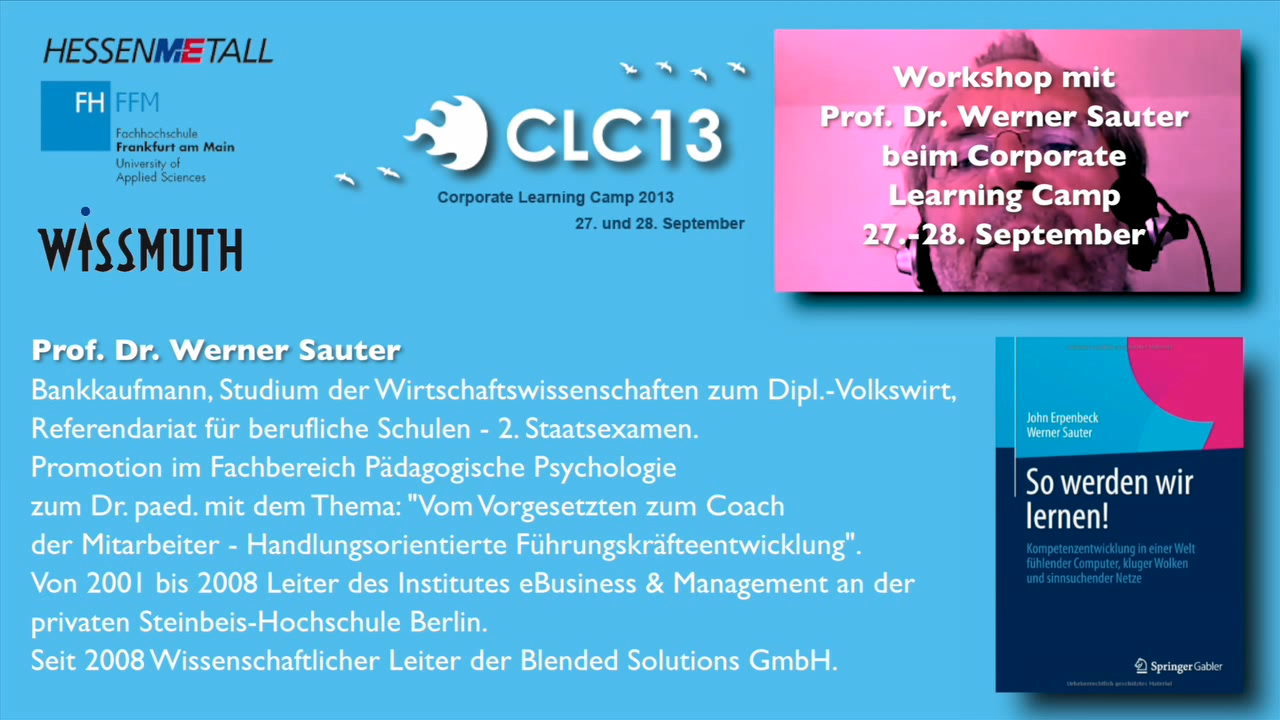 HESSENMETALL
FH FFM
Fachhochschule
Frankfurt am Main
University of
Applied Sciences
WISSMUTH
CLC13
Corporate Learning Camp 2013
27. und 28. September
Workshop mit
Prof. Dr. Werner Sauter
beim Corporate
Learning Camp
27.-28. September
Prof. Dr. Werner Sauter
Bankkaufmann, Studium der Wirtschaftswissenschaften zum Dipl.-Volkswirt,
Referendariat für berufliche Schulen - 2. Staatsexamen.
Promotion im Fachbereich Pädagogische Psychologie
zum Dr. paed. mit dem Thema: "Vom Vorgesetzten zum Coach
der Mitarbeiter - Handlungsorientierte Führungskräfteentwicklung".
Von 2001 bis 2008 Leiter des Institutes eBusiness & Management an der
privaten Steinbeis-Hochschule Berlin.
Seit 2008 Wissenschaftlicher Leiter der Blended Solutions GmbH.
John Erpenbeck
Werner Sauter
So werden wir
lernen!
Kompetenzentwicklung in einer Welt
fühlender Computer, kluger Wolken
und sinnsuchender Netze
Springer Gabler
Urheberrechtlich geschütztes Material